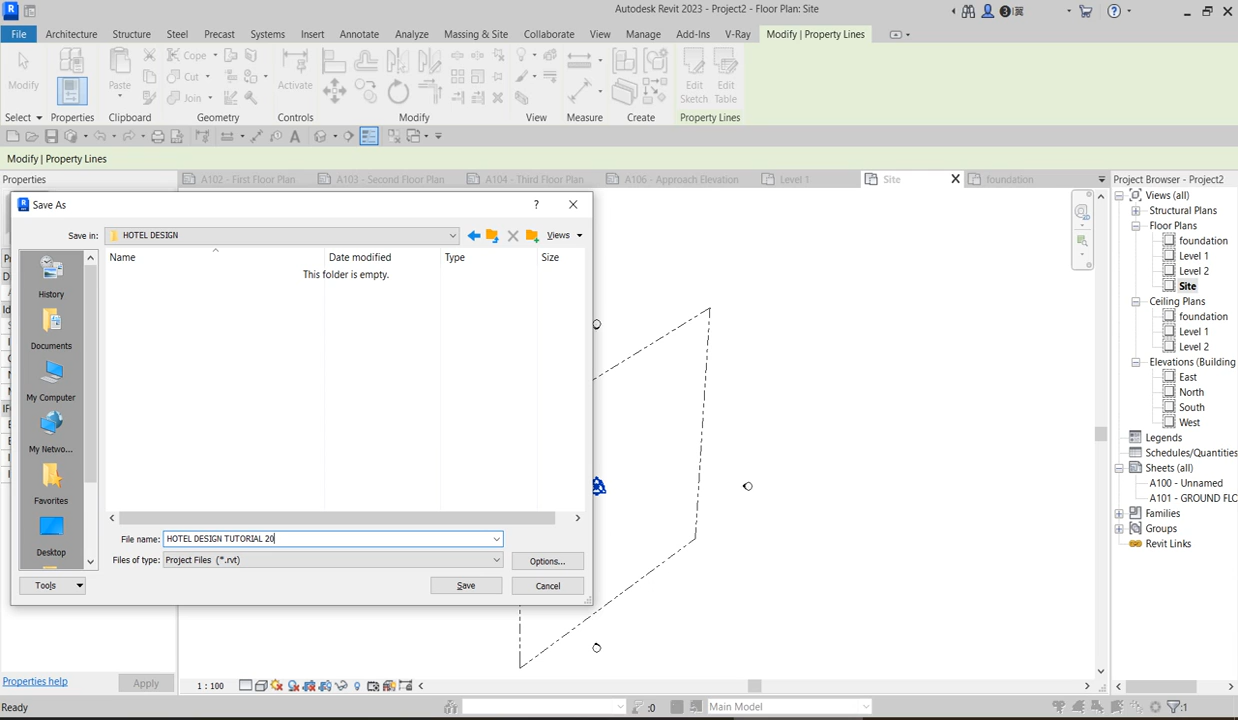 Autodesk Revit 2023 - Project2 - Floor Plan: Site
File Architecture Structure Steel Precast Systems Insert Annotate Analyze Massing & Site Collaborate View Manage Add-Ins V-Ray Modify | Property Lines
Cope
Cut
Join
Modify Paste Activate Edit Sketch Edit Table
Select Properties Clipboard Geometry Controls Modify View Measure Create Property Lines
Modify | Property Lines
Properties
A102 - First Floor Plan A103 - Second Floor Plan A104 - Third Floor Plan A106 - Approach Elevation Level 1 Site foundation
Project Browser - Project2
Views (all)
Structural Plans
Floor Plans
foundation
Level 1
Level 2
Site
Ceiling Plans
foundation
Level 1
Level 2
Elevations (Building
East
North
South
West
Legends
Schedules/Quantities
Sheets (all)
A100 - Unnamed
A101 - GROUND FLC
Families
Groups
Revit Links
Save As
Save in: HOTEL DESIGN Views
Name Date modified Type Size
This folder is empty.
History
Documents
My Computer
My Netwo...
Favorites
Desktop
File name: HOTEL DESIGN TUTORIAL 20
Files of type: Project Files (*.rvt) Options...
Tools Save Cancel
Properties help Apply
1 : 100
Ready :0 Main Model :1